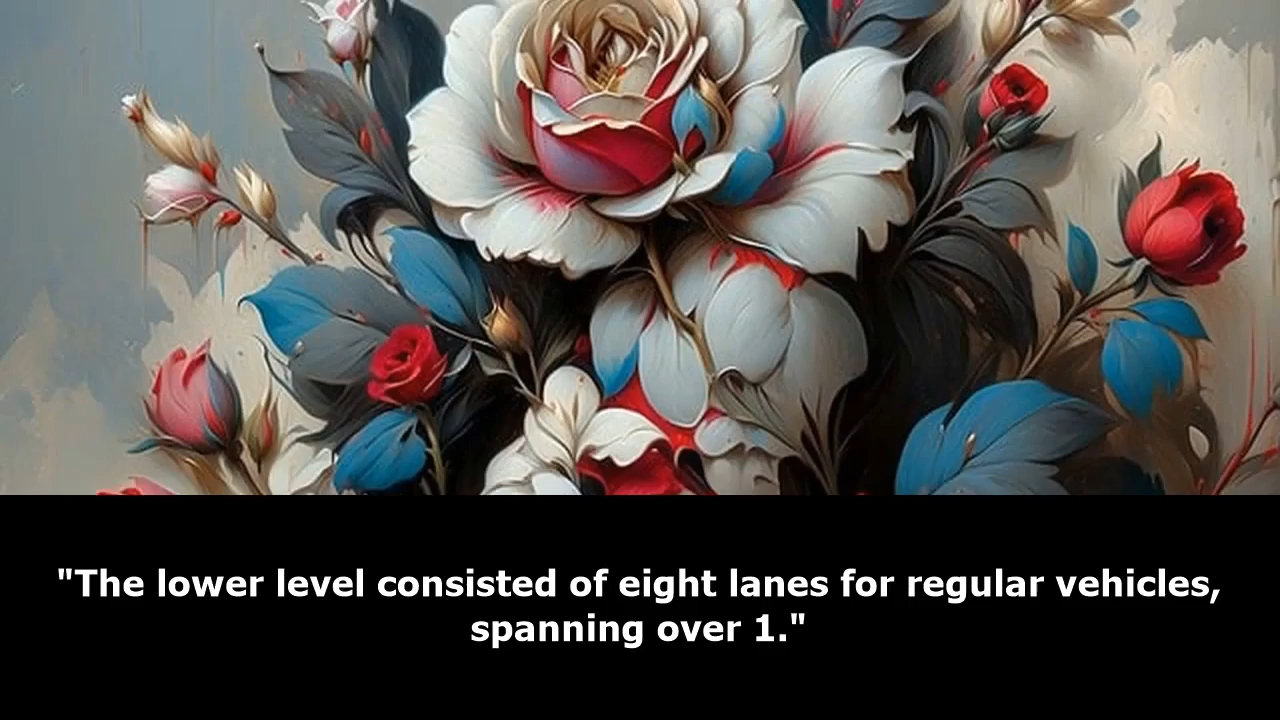 "The lower level consisted of eight lanes for regular vehicles,
spanning over 1."